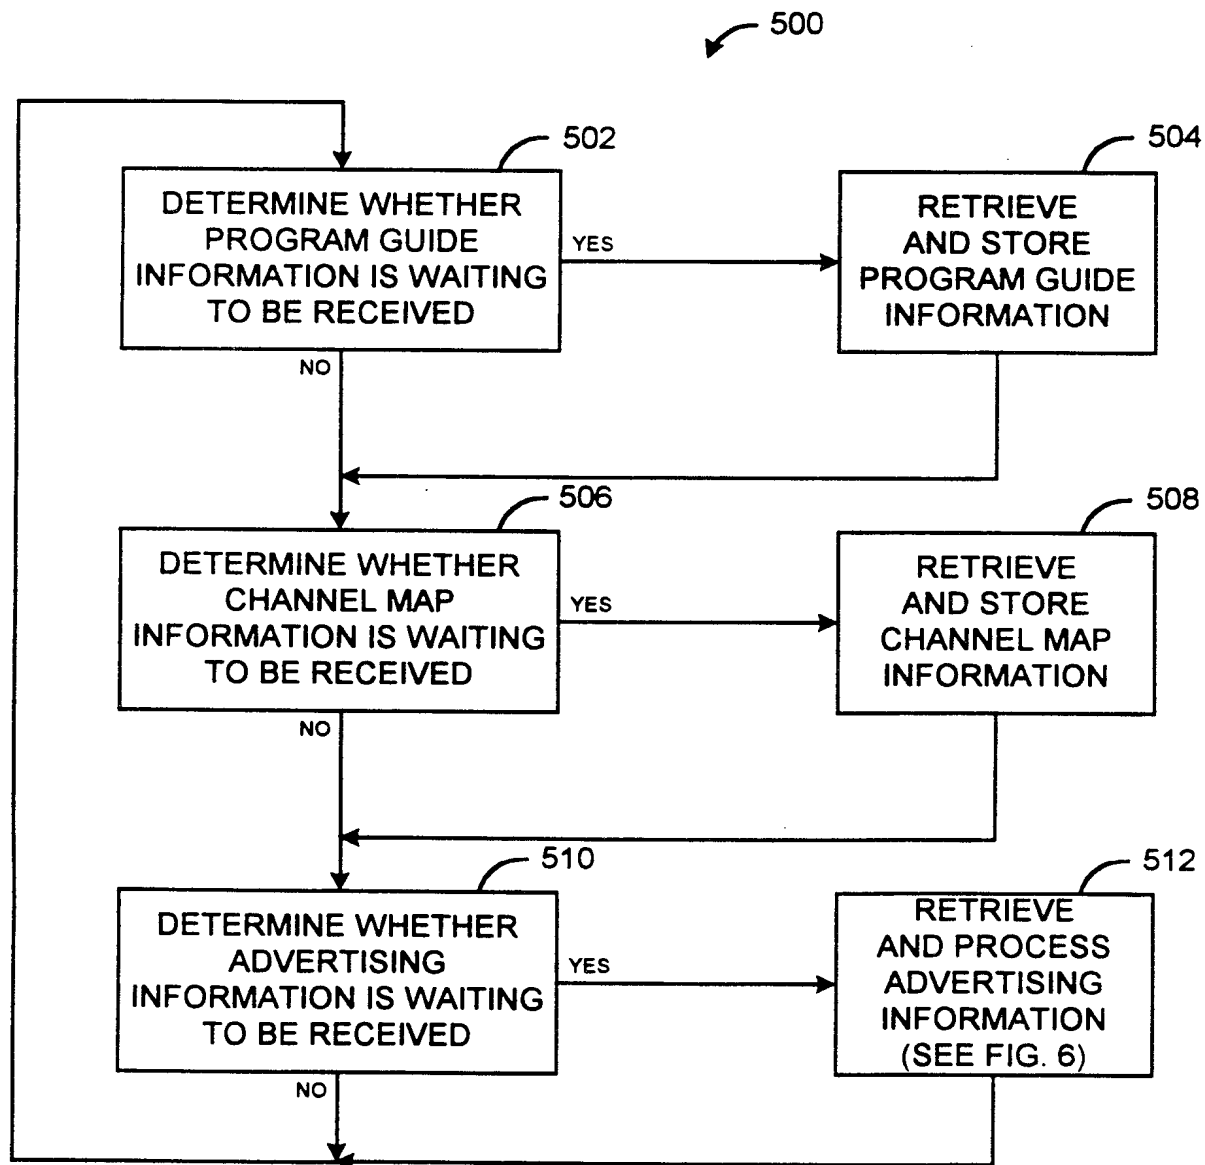 500
502
DETERMINE WHETHER
PROGRAM GUIDE
INFORMATION IS WAITING
TO BE RECEIVED
YES
NO
504
RETRIEVE
AND STORE
PROGRAM GUIDE
INFORMATION
506
DETERMINE WHETHER
CHANNEL MAP
INFORMATION IS WAITING
TO BE RECEIVED
YES
NO
508
RETRIEVE
AND STORE
CHANNEL MAP
INFORMATION
510
DETERMINE WHETHER
ADVERTISING
INFORMATION IS WAITING
TO BE RECEIVED
YES
NO
512
RETRIEVE
AND PROCESS
ADVERTISING
INFORMATION
(SEE FIG. 6)